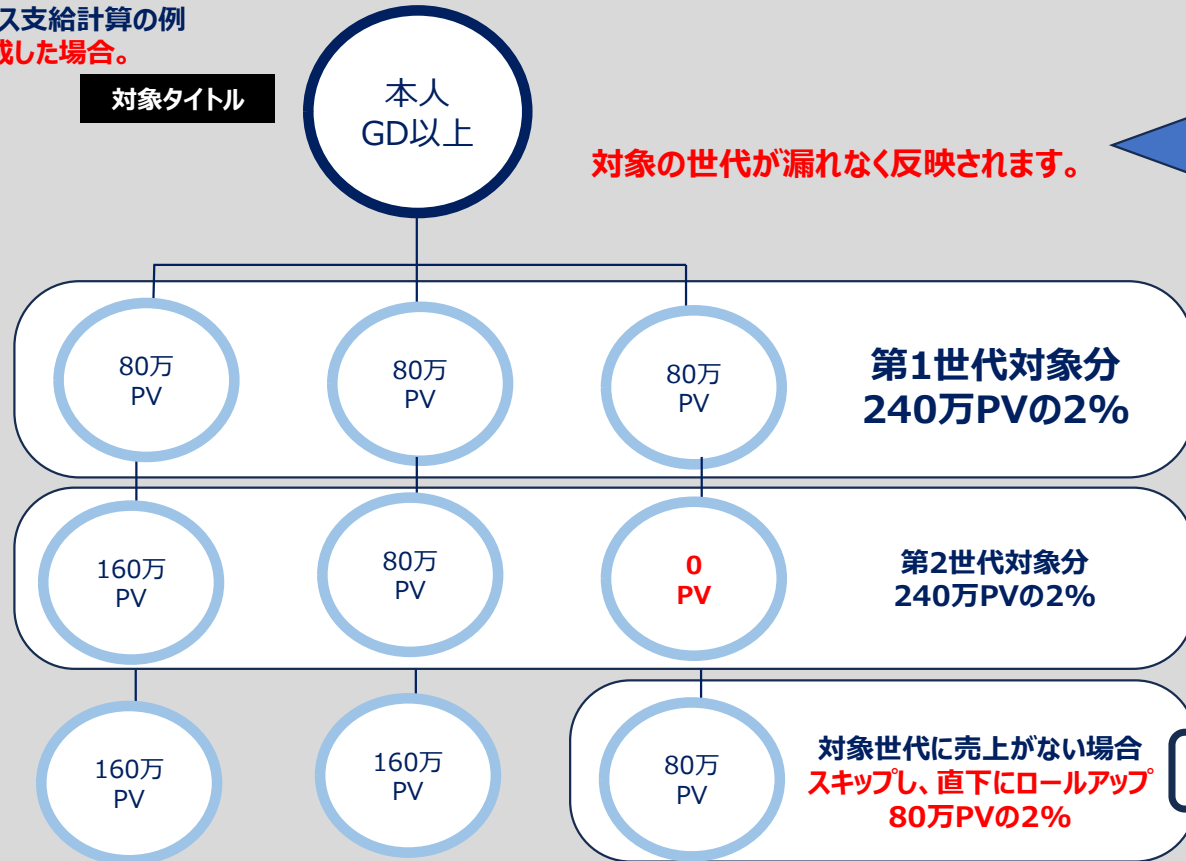 ス支給計算の例
成した場合。
対象タイトル
本人
GD以上
対象の世代が漏れなく反映されます。
80万
PV
80万
PV
80万
PV
第1世代対象分
240万PVの2%
160万
PV
80万
PV
0
PV
第2世代対象分
240万PVの2%
160万
PV
160万
PV
80万
PV
対象世代に売上がない場合
スキップし、直下にロールアップ
80万PVの2%